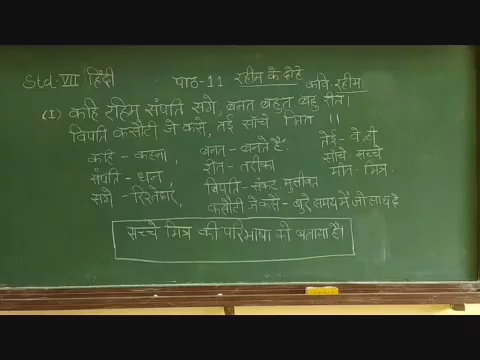 Std-VII हिंदी - पाठ-11 रहीम के दोहे
कवि-रहीम
(I) कहि रहिम संपति सगे, बनत बहुत बहु रीत।
विपति कसौटी जे कसे, तेई साँचे मित ॥
कहि - कहना, बनत - बनते हैं. तेई - वे ही
संपति - धन, रीत - तरीका साँचे - सच्चे
सगे - रिश्तेदार, विपति - संकट, मुसीबत मीत - मित्र.
कसौटी जे कसे - बुरे समय में जो साथ दे
सच्चे मित्र की परिभाषा को बताया है।